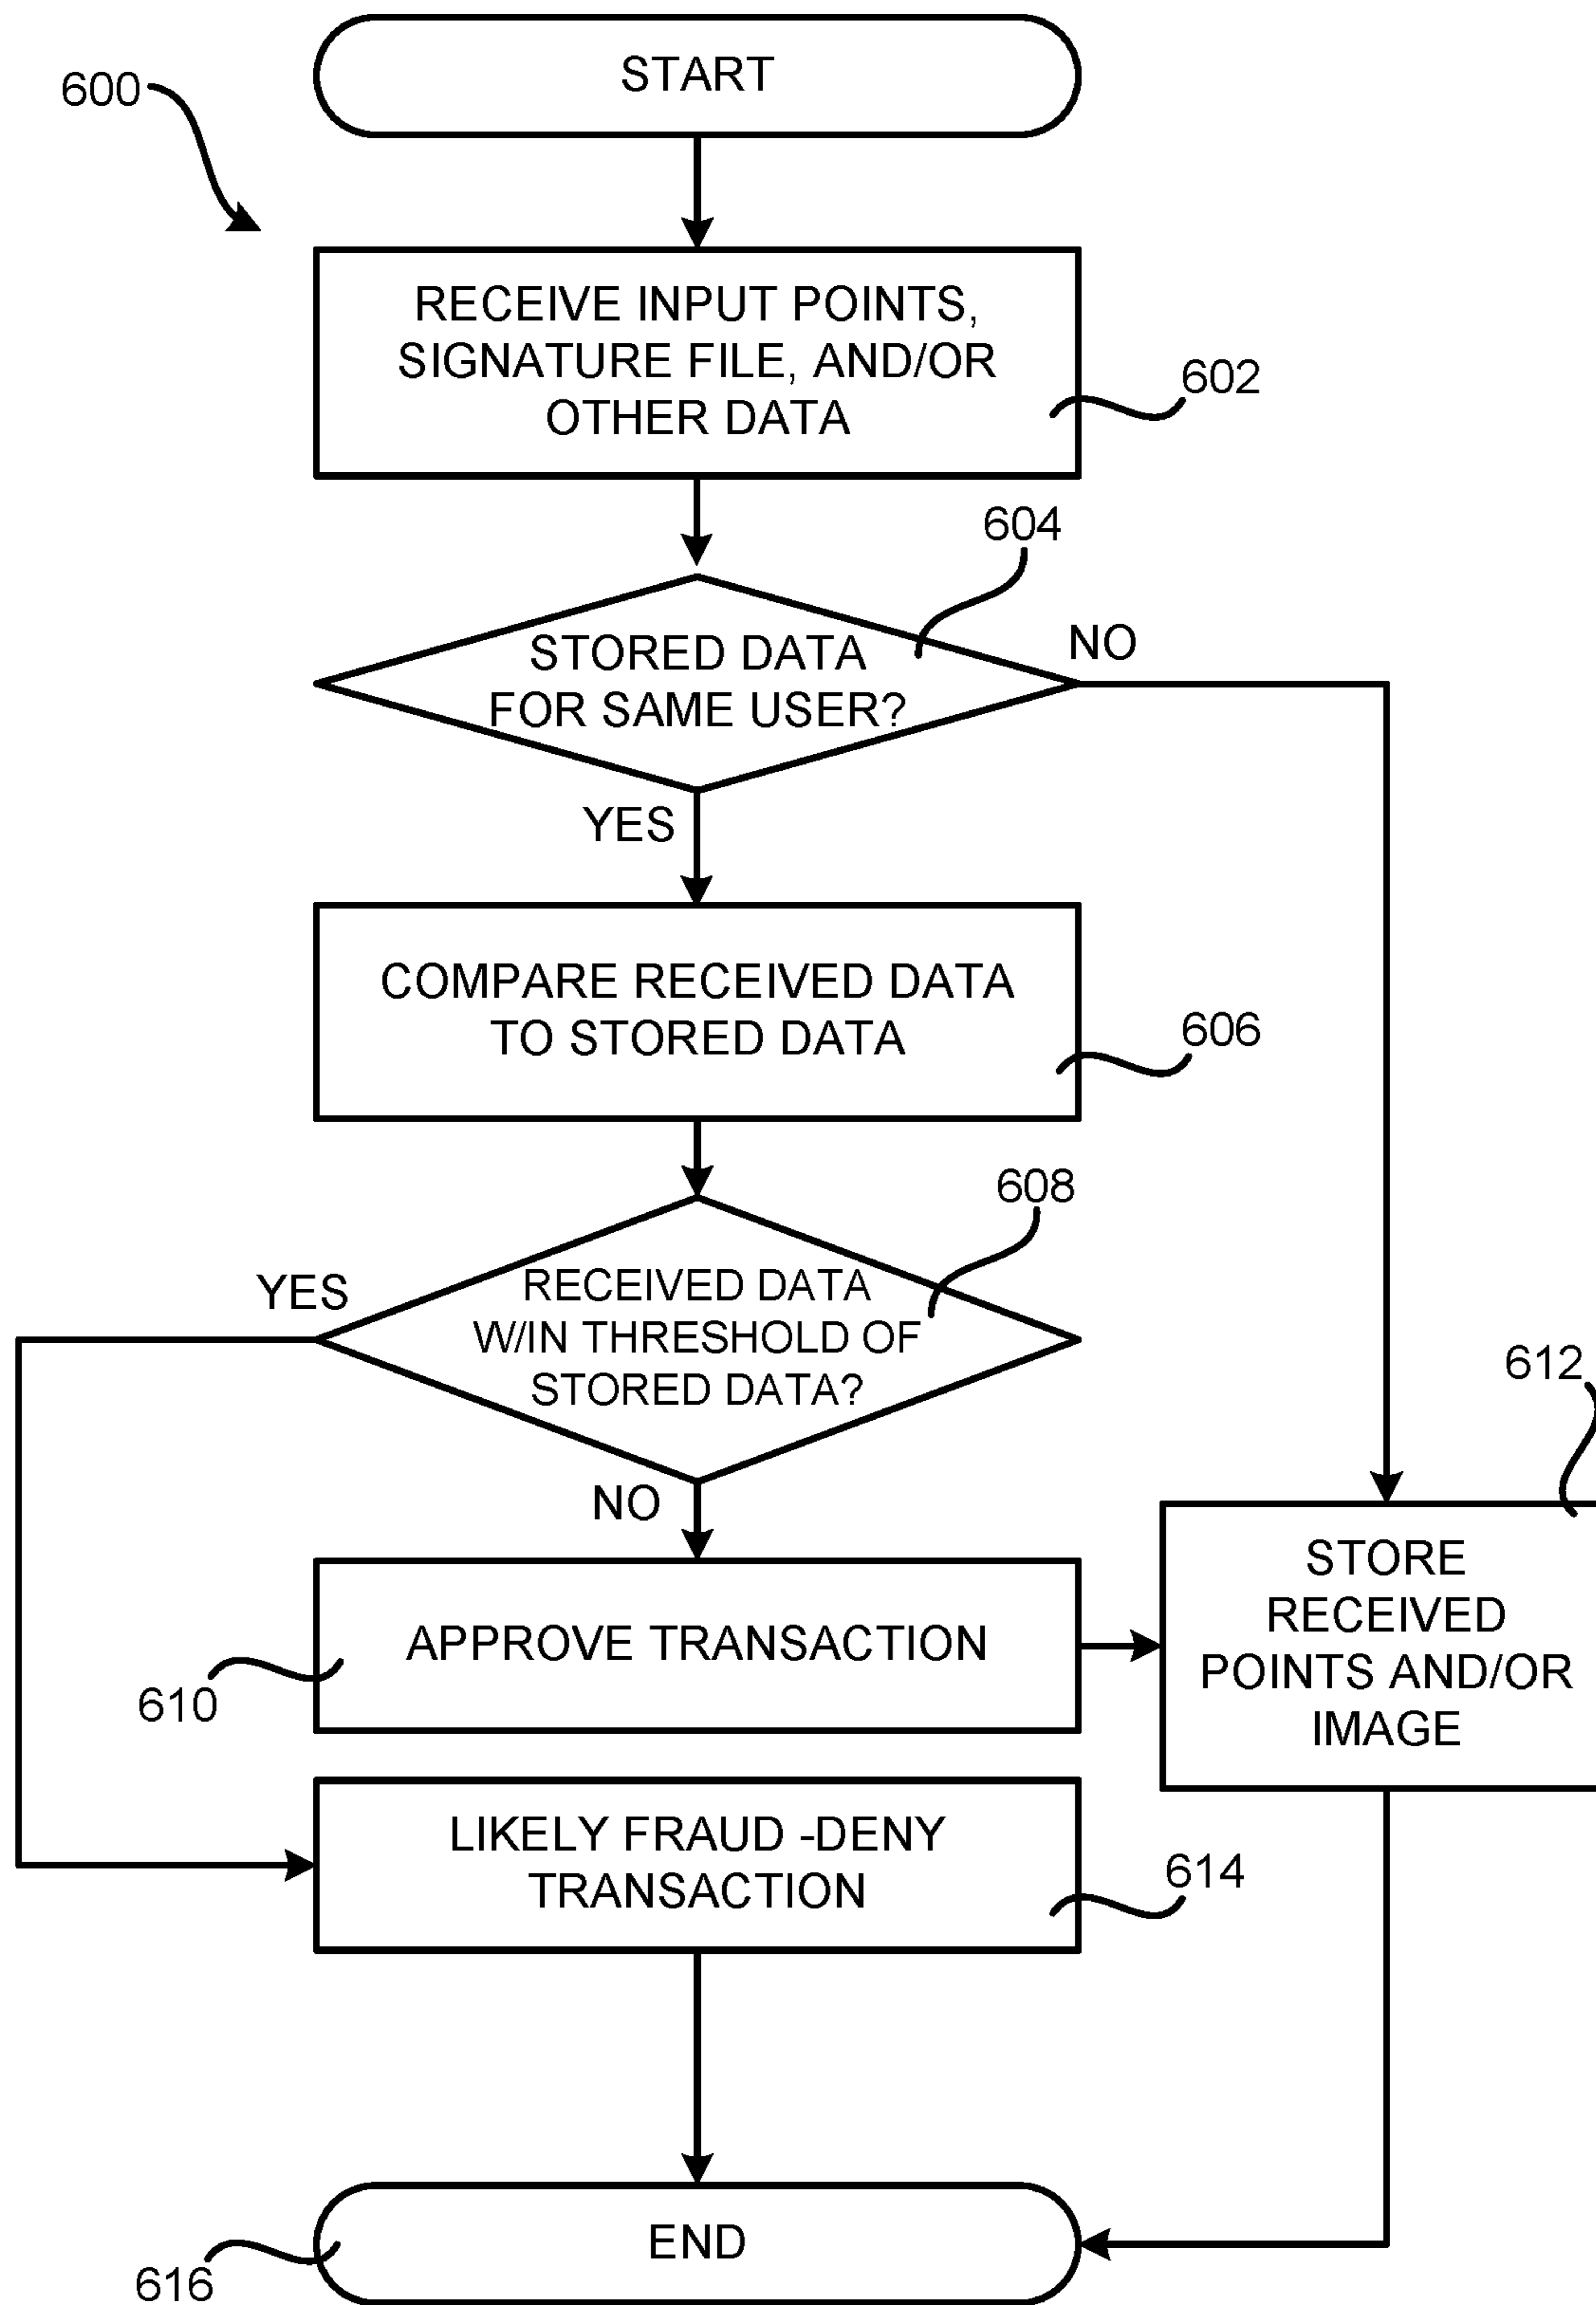 START
600
RECEIVE INPUT POINTS,
SIGNATURE FILE, AND/OR
OTHER DATA
602
604
STORED DATA
FOR SAME USER?
NO
YES
COMPARE RECEIVED DATA
TO STORED DATA
606
608
YES
RECEIVED DATA
W/IN THRESHOLD OF
STORED DATA?
NO
612
APPROVE TRANSACTION
610
STORE
RECEIVED
POINTS AND/OR
IMAGE
LIKELY FRAUD -DENY
TRANSACTION
614
END
616